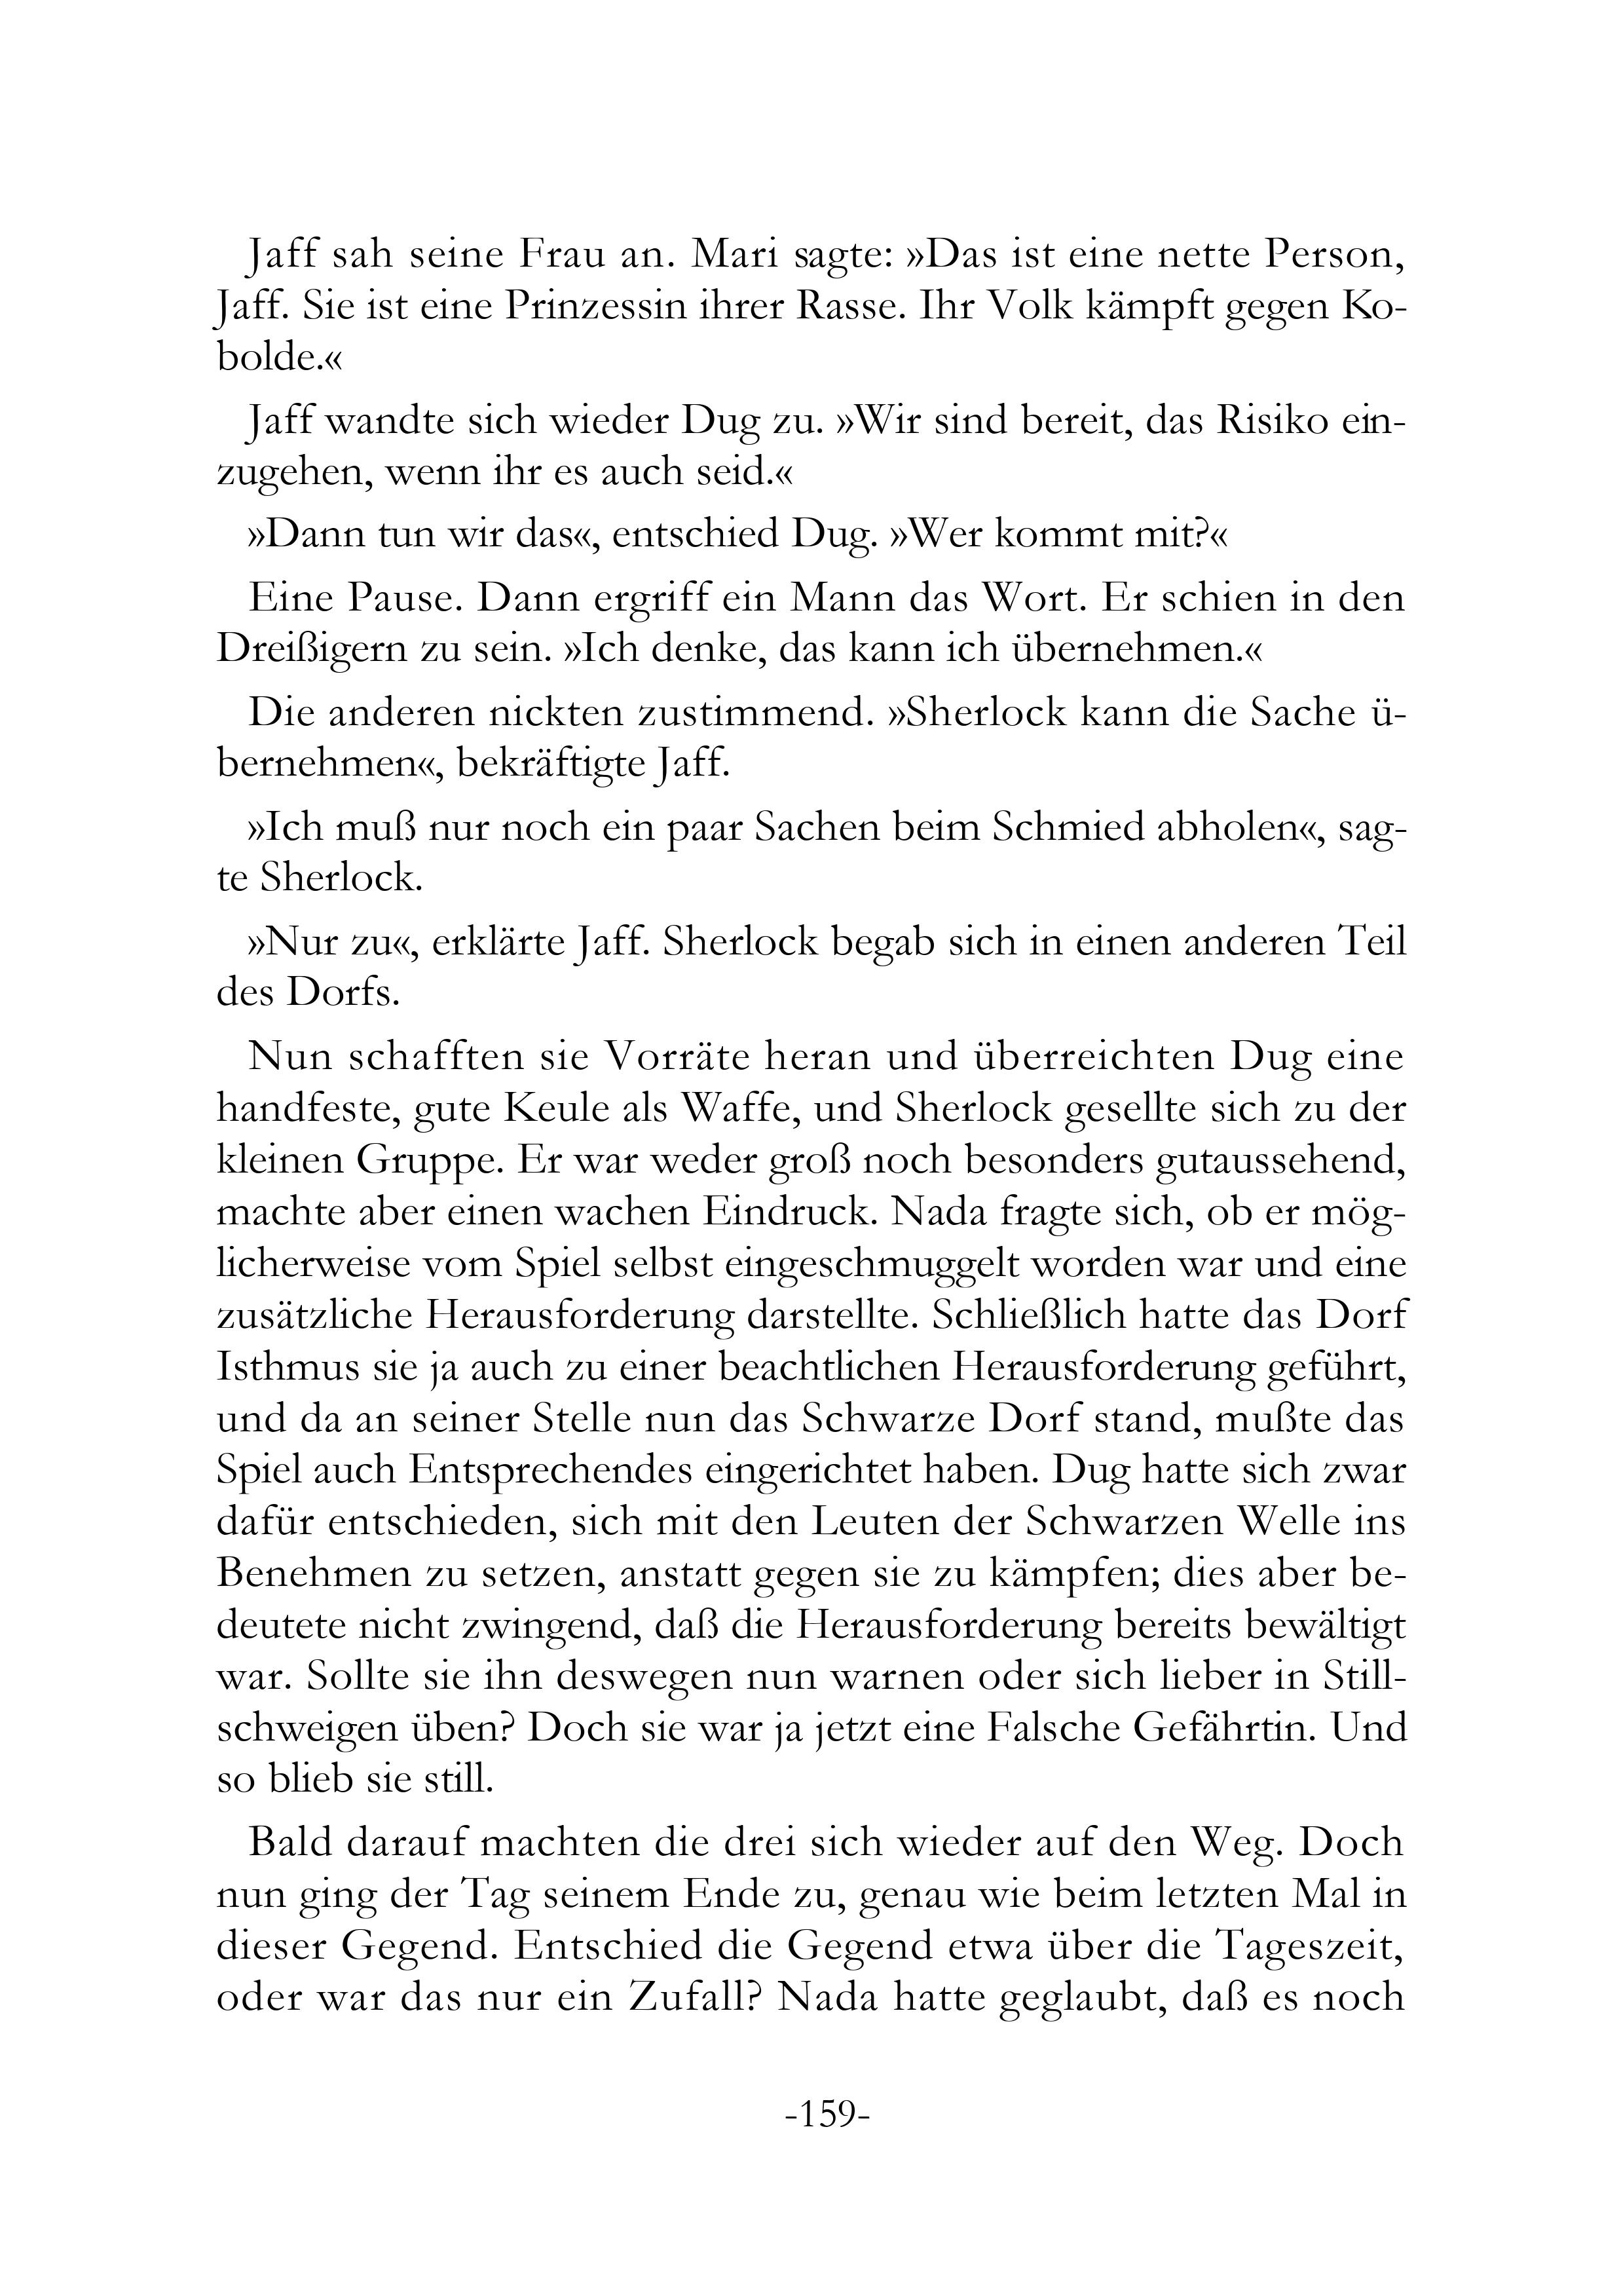 Jaff sah seine Frau an. Mari sagte: »Das ist eine nette Person,
Jaff. Sie ist eine Prinzessin ihrer Rasse. Ihr Volk kämpft gegen Ko-
bolde.«
Jaff wandte sich wieder Dug zu. »Wir sind bereit, das Risiko ein-
zugehen, wenn ihr es auch seid.«
»Dann tun wir das«, entschied Dug. »Wer kommt mit?«
Eine Pause. Dann ergriff ein Mann das Wort. Er schien in den
Dreißigern zu sein. »Ich denke, das kann ich übernehmen.«
Die anderen nickten zustimmend. »Sherlock kann die Sache ü-
bernehmen«, bekräftigte Jaff.
»Ich muß nur noch ein paar Sachen beim Schmied abholen«, sag-
te Sherlock.
»Nur zu«, erklärte Jaff. Sherlock begab sich in einen anderen Teil
des Dorfs.
Nun schafften sie Vorräte heran und überreichten Dug eine
handfeste, gute Keule als Waffe, und Sherlock gesellte sich zu der
kleinen Gruppe. Er war weder groß noch besonders gutaussehend,
machte aber einen wachen Eindruck. Nada fragte sich, ob er mög-
licherweise vom Spiel selbst eingeschmuggelt worden war und eine
zusätzliche Herausforderung darstellte. Schließlich hatte das Dorf
Isthmus sie ja auch zu einer beachtlichen Herausforderung geführt,
und da an seiner Stelle nun das Schwarze Dorf stand, mußte das
Spiel auch Entsprechendes eingerichtet haben. Dug hatte sich zwar
dafür entschieden, sich mit den Leuten der Schwarzen Welle ins
Benehmen zu setzen, anstatt gegen sie zu kämpfen; dies aber be-
deutete nicht zwingend, daß die Herausforderung bereits bewältigt
war. Sollte sie ihn deswegen nun warnen oder sich lieber in Still-
schweigen üben? Doch sie war ja jetzt eine Falsche Gefährtin. Und
so blieb sie still.
Bald darauf machten die drei sich wieder auf den Weg. Doch
nun ging der Tag seinem Ende zu, genau wie beim letzten Mal in
dieser Gegend. Entschied die Gegend etwa über die Tageszeit,
oder war das nur ein Zufall? Nada hatte geglaubt, daß es noch
-159-